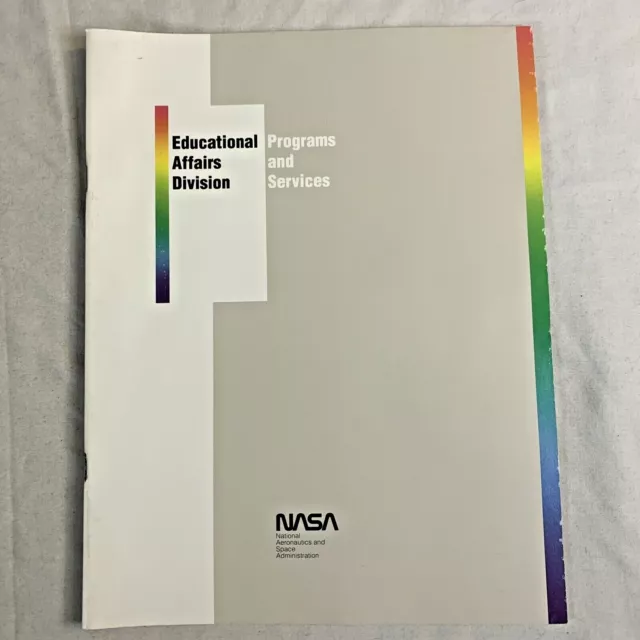 Educational
Affairs
Division
Programs
and
Services
NASA
National
Aeronautics and
Space
Administration